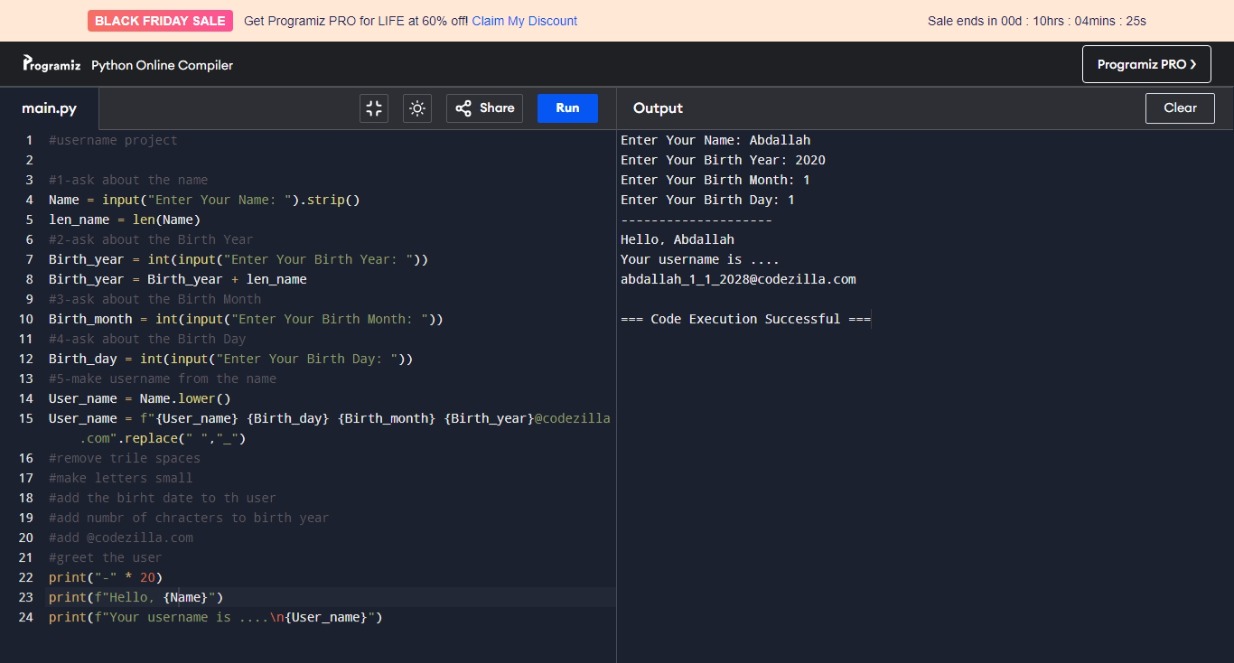 BLACK FRIDAY SALE Get Programiz PRO for LIFE at 60% off! Claim My Discount Sale ends in 00d : 10hrs : 04mins : 25s
Programiz Python Online Compiler Programiz PRO >
main.py Share Run Output Clear
1 #username project
2
3 #1-ask about the name
4 Name = input("Enter Your Name: ").strip()
5 len_name = len(Name)
6 #2-ask about the Birth Year
7 Birth_year = int(input("Enter Your Birth Year: "))
8 Birth_year = Birth_year + len_name
9 #3-ask about the Birth Month
10 Birth_month = int(input("Enter Your Birth Month: "))
11 #4-ask about the Birth Day
12 Birth_day = int(input("Enter Your Birth Day: "))
13 #5-make username from the name
14 User_name = Name.lower()
15 User_name = f"{User_name} {Birth_day} {Birth_month} {Birth_year}@codezilla
.com".replace(" ","_")
16 #remove trile spaces
17 #make letters small
18 #add the birht date to th user
19 #add numbr of chracters to birth year
20 #add @codezilla.com
21 #greet the user
22 print("-" * 20)
23 print(f"Hello, {Name}")
24 print(f"Your username is ....\n{User_name}")
Enter Your Name: Abdallah
Enter Your Birth Year: 2020
Enter Your Birth Month: 1
Enter Your Birth Day: 1
--------------------
Hello, Abdallah
Your username is ....
abdallah_1_1_2028@codezilla.com
=== Code Execution Successful ===